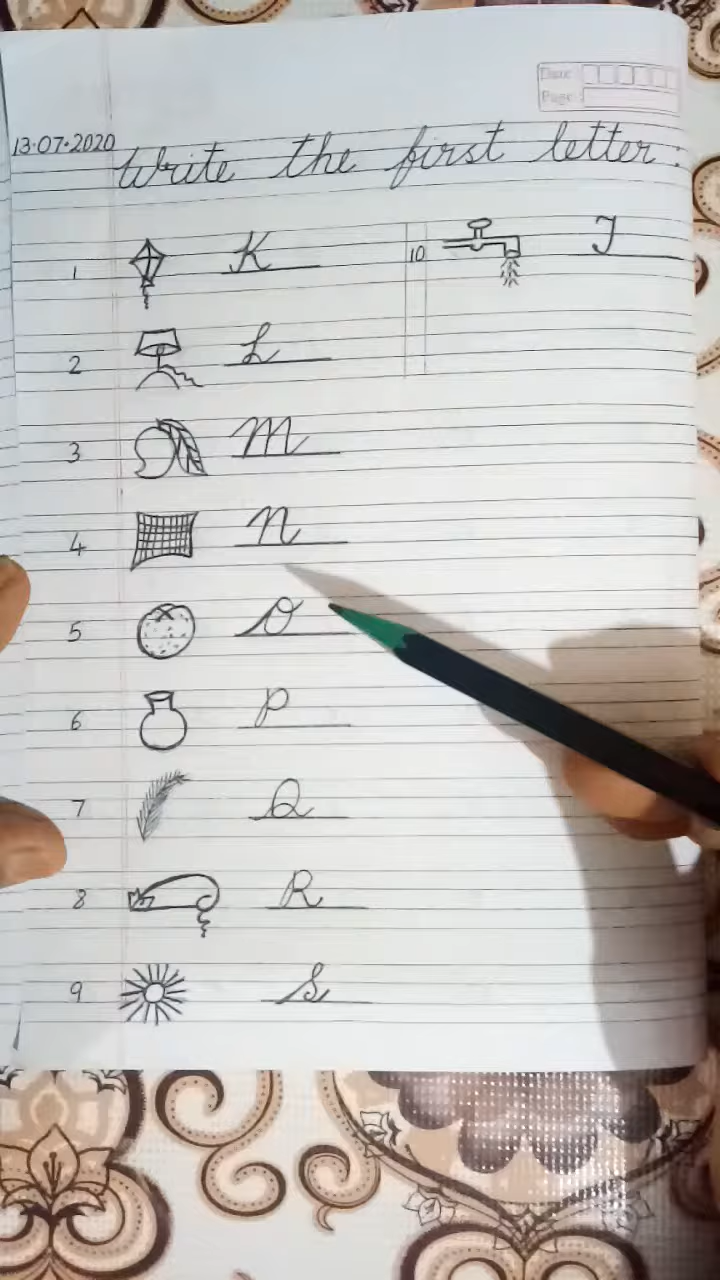 Date:
Page:
13.07.2020
Write the first letter:
1 K
2 L
3 M
4 N
5 O
6 P
7 Q
8 R
9 S
10 T